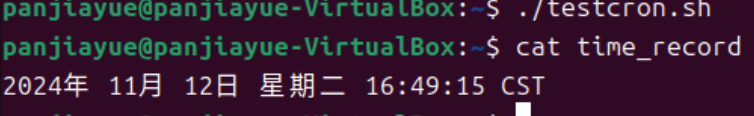 panjiayue@panjiayue-VirtualBox:~$ ./testcron.sh
panjiayue@panjiayue-VirtualBox:~$ cat time_record
2024年 11月 12日 星期二 16:49:15 CST